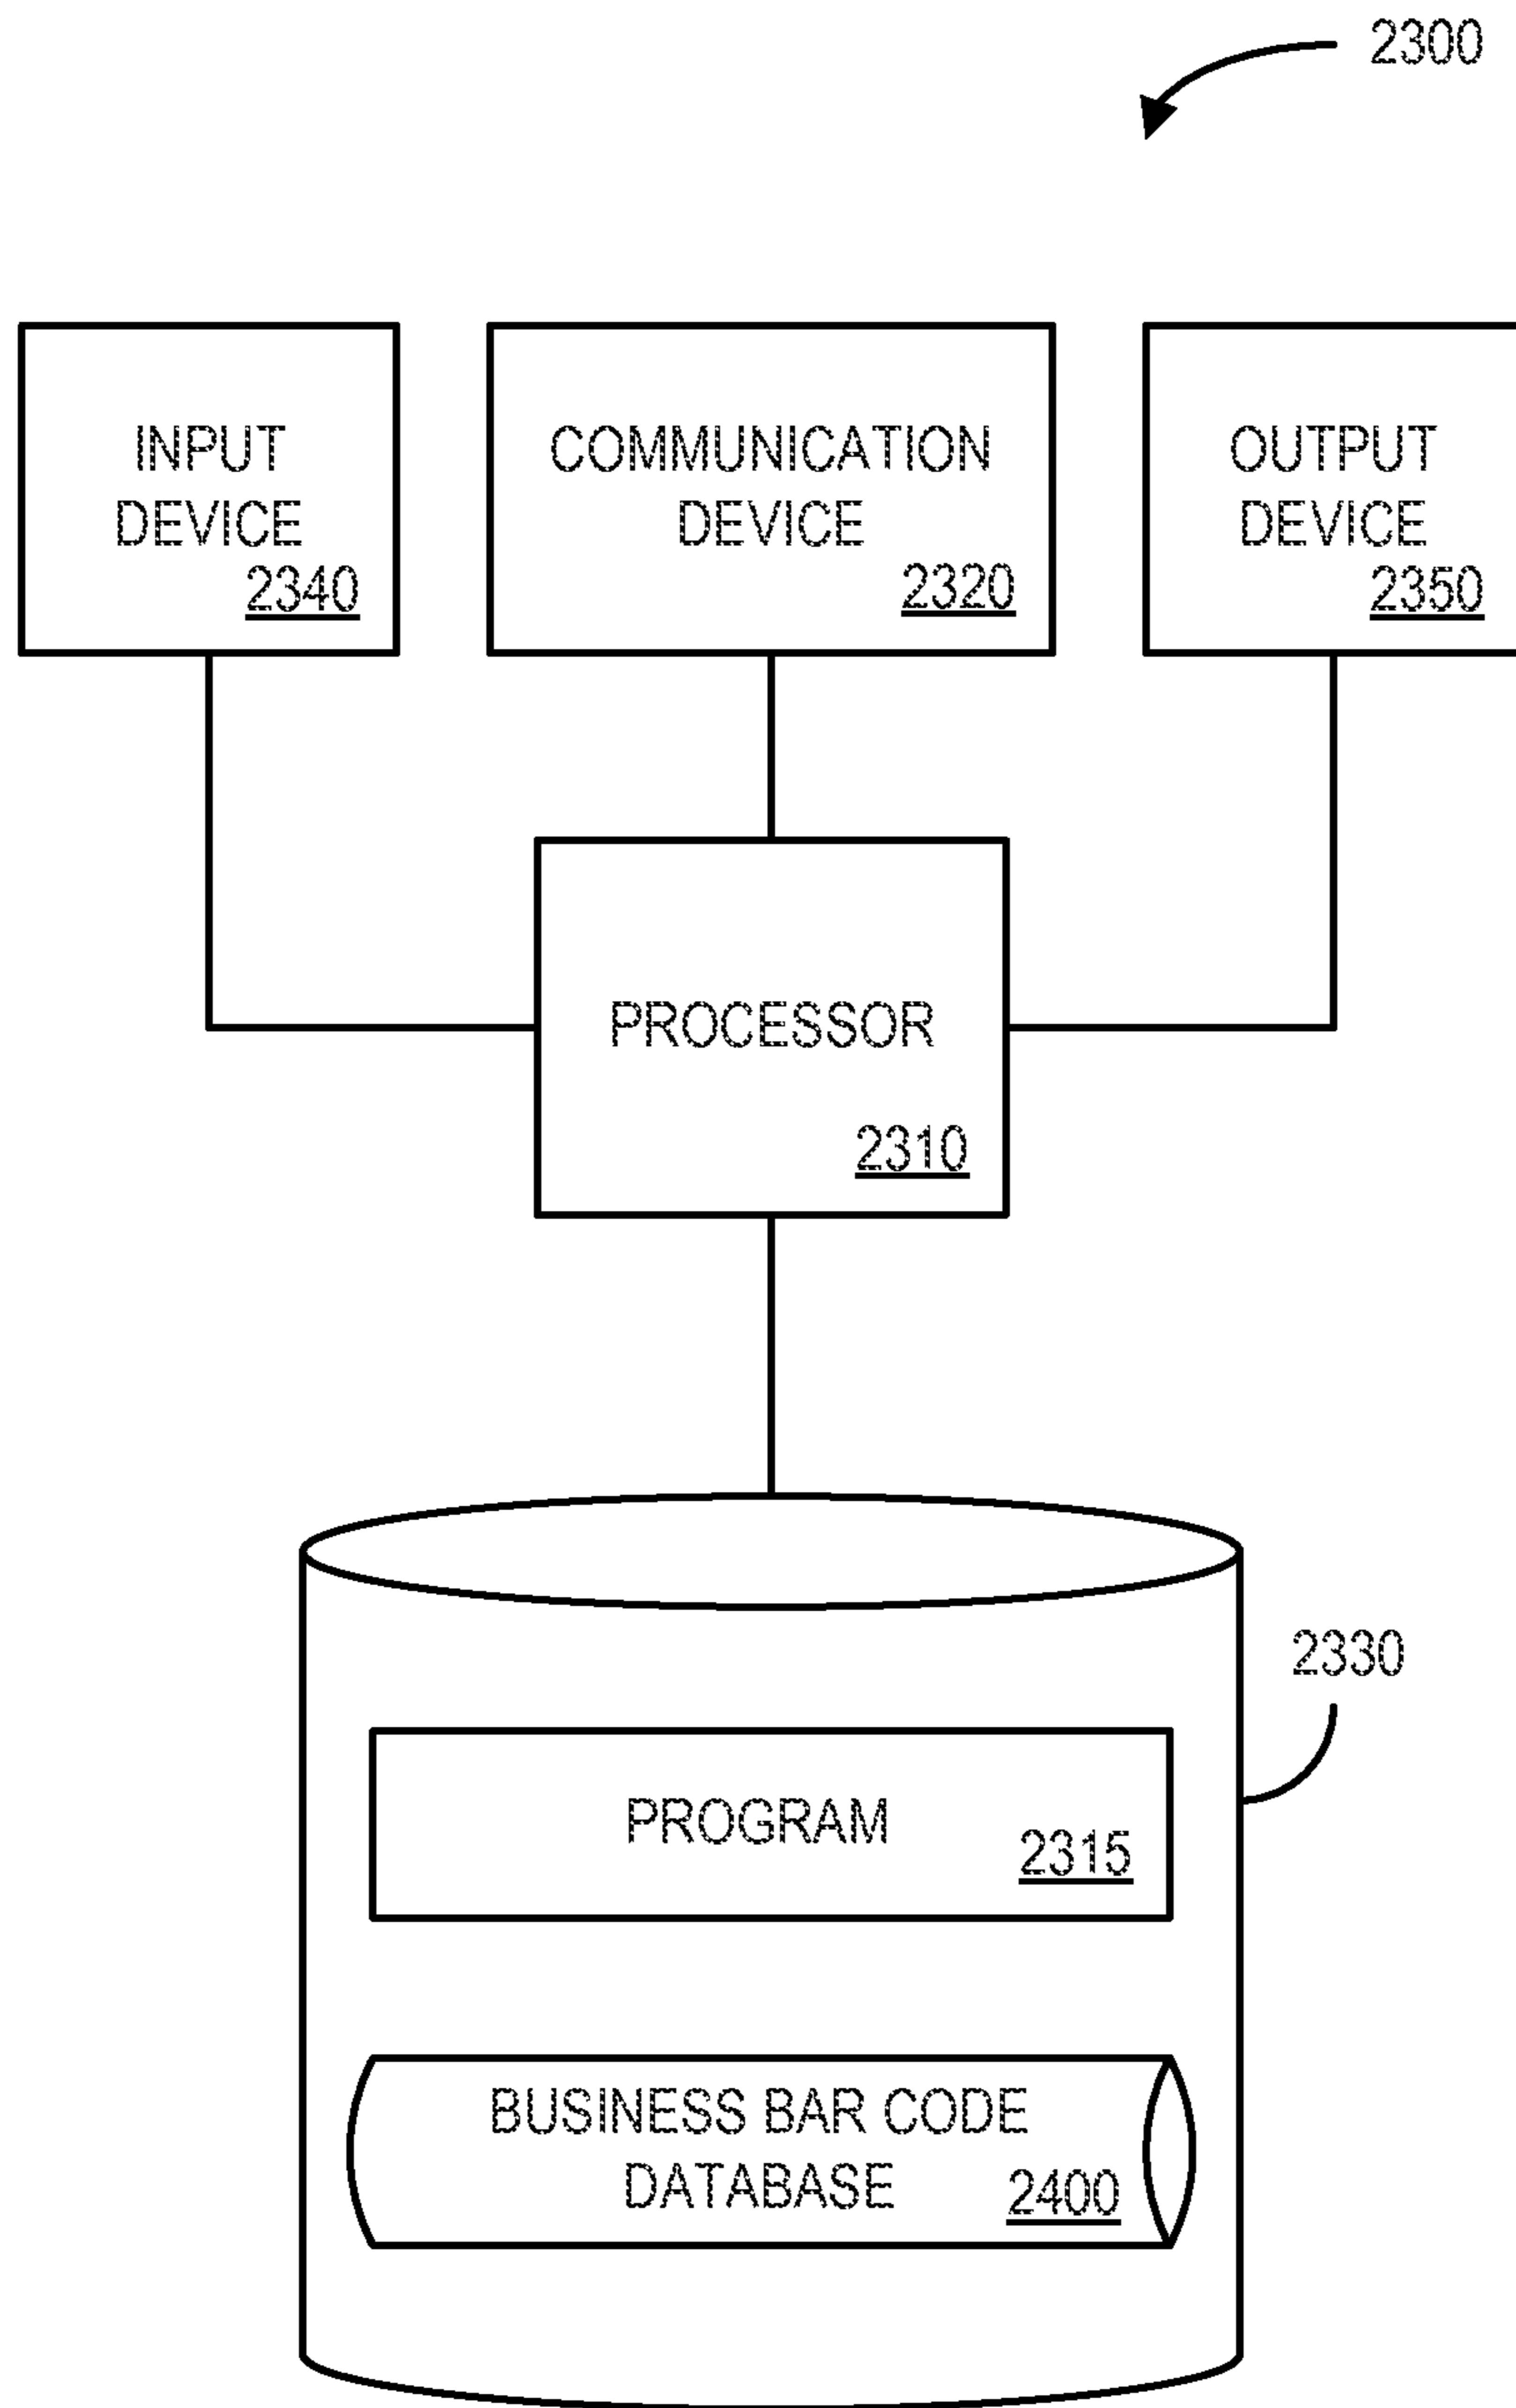 2300
INPUT
DEVICE
2340
COMMUNICATION
DEVICE
2320
OUTPUT
DEVICE
2350
PROCESSOR
2310
2330
PROGRAM
2315
BUSINESS BAR CODE
DATABASE
2400